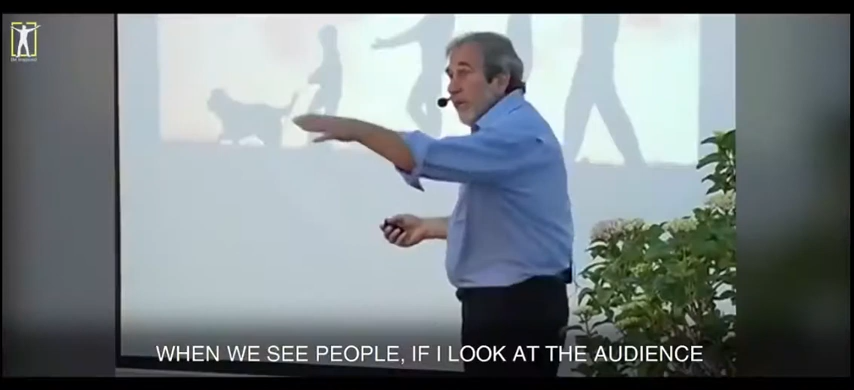 WHEN WE SEE PEOPLE, IF I LOOK AT THE AUDIENCE